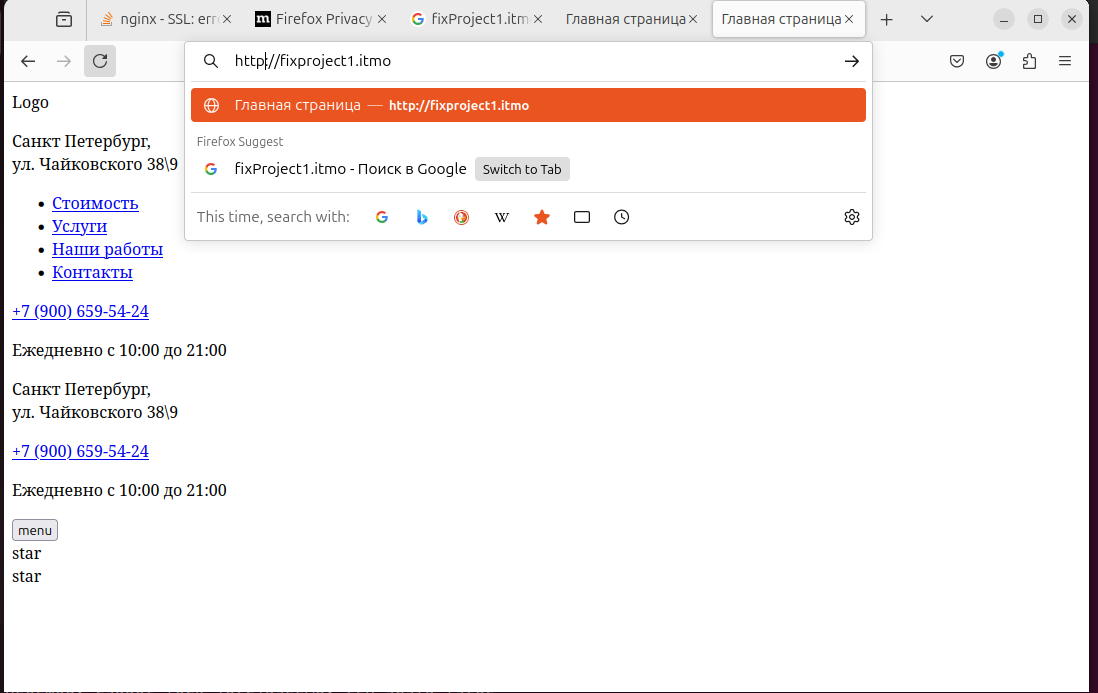 nginx - SSL: erro
Firefox Privacy
fixProject1.itm
Главная страница
Главная страница
http://fixproject1.itmo
Главная страница — http://fixproject1.itmo
Firefox Suggest
fixProject1.itmo - Поиск в Google Switch to Tab
This time, search with:
Logo
Санкт Петербург,
ул. Чайковского 38\9
Стоимость
Услуги
Наши работы
Контакты
+7 (900) 659-54-24
Ежедневно с 10:00 до 21:00
Санкт Петербург,
ул. Чайковского 38\9
+7 (900) 659-54-24
Ежедневно с 10:00 до 21:00
menu
star
star